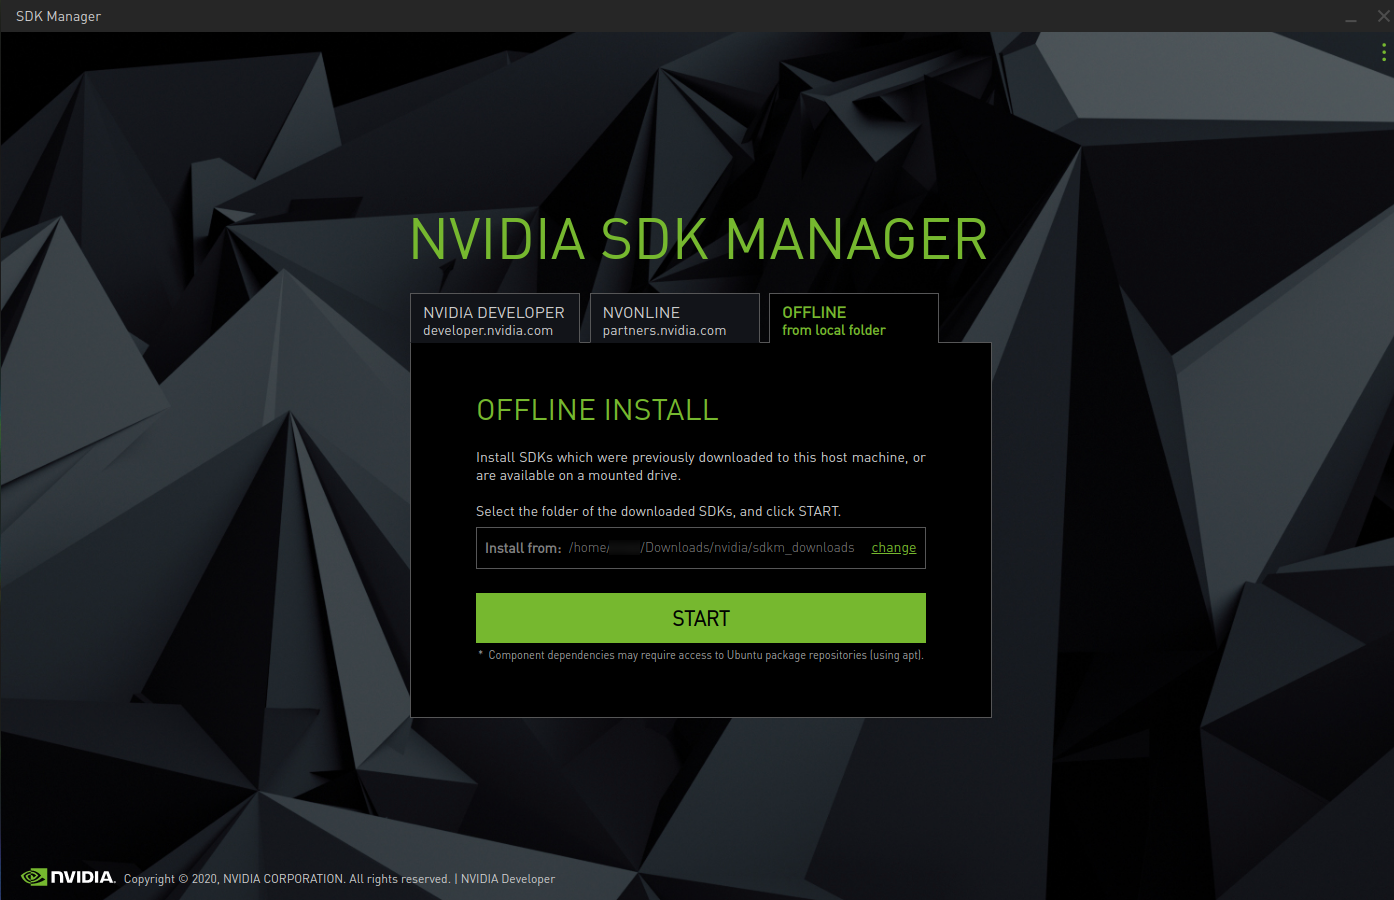 SDK Manager
NVIDIA SDK MANAGER
NVIDIA DEVELOPER
developer.nvidia.com
NVONLINE
partners.nvidia.com
OFFLINE
from local folder
OFFLINE INSTALL
Install SDKs which were previously downloaded to this host machine, or
are available on a mounted drive.
Select the folder of the downloaded SDKs, and click START.
Install from: /home/ /Downloads/nvidia/sdkm_downloads change
START
* Component dependencies may require access to Ubuntu package repositories (using apt).
NVIDIA. Copyright © 2020, NVIDIA CORPORATION. All rights reserved. | NVIDIA Developer